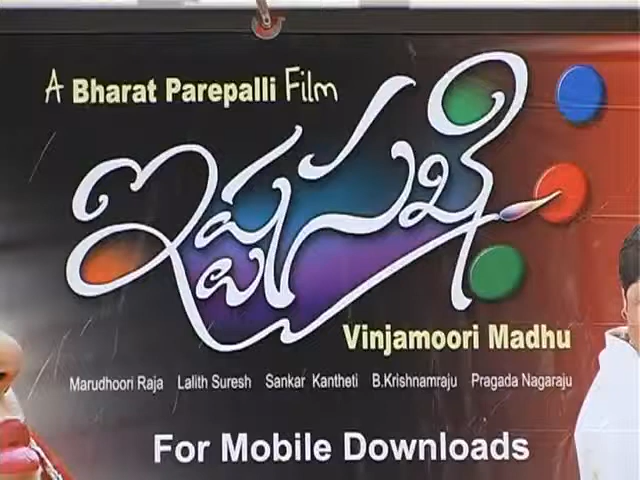 A Bharat Parepalli Film
ఇష్టసఖి
Vinjamoori Madhu
Marudhoori Raja Lalith Suresh Sankar Kantheti B.Krishnamraju Pragada Nagaraju
For Mobile Downloads